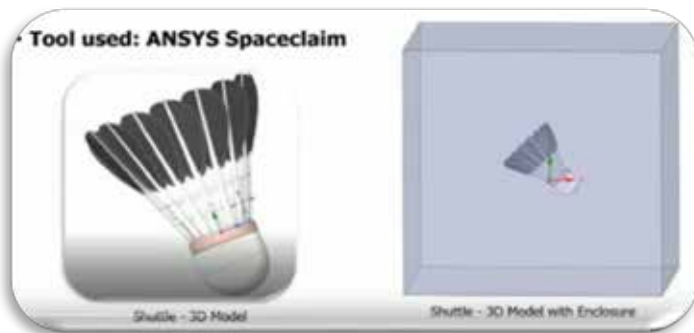 · Tool used: ANSYS Spaceclaim
Shuttle - 3D Model
Shuttle - 3D Model with Enclosure